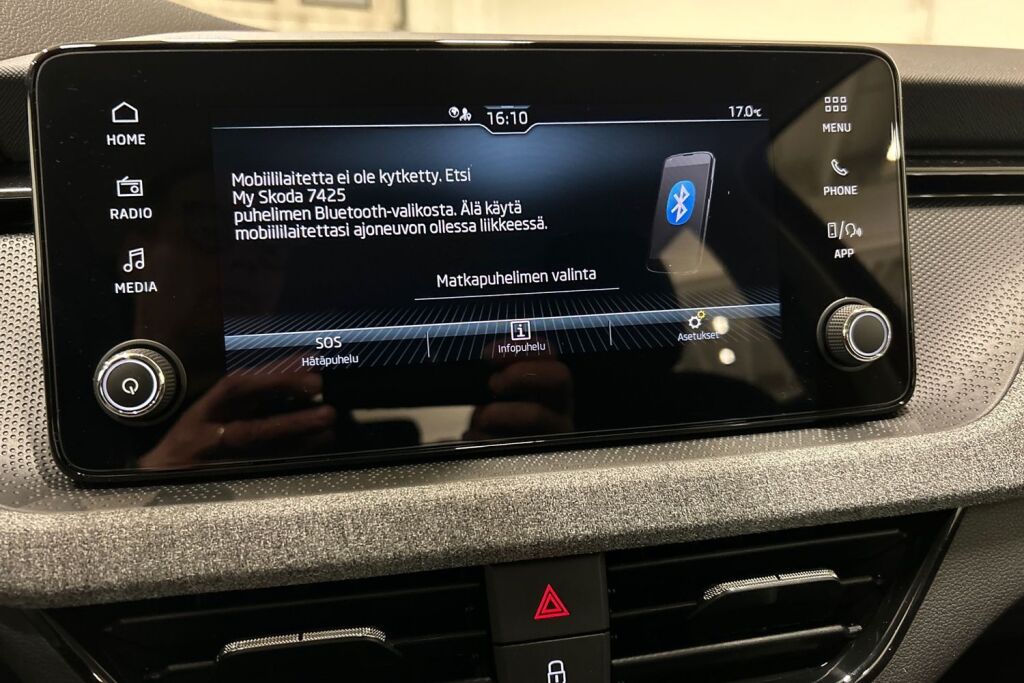 HOME
RADIO
MEDIA
16:10
17.0°C
Mobiililaitetta ei ole kytketty. Etsi
My Skoda 7425
puhelimen Bluetooth-valikosta. Älä käytä
mobiililaitettasi ajoneuvon ollessa liikkeessä.
Matkapuhelimen valinta
SOS
Hätäpuhelu
Infopuhelu
Asetukset
MENU
PHONE
APP